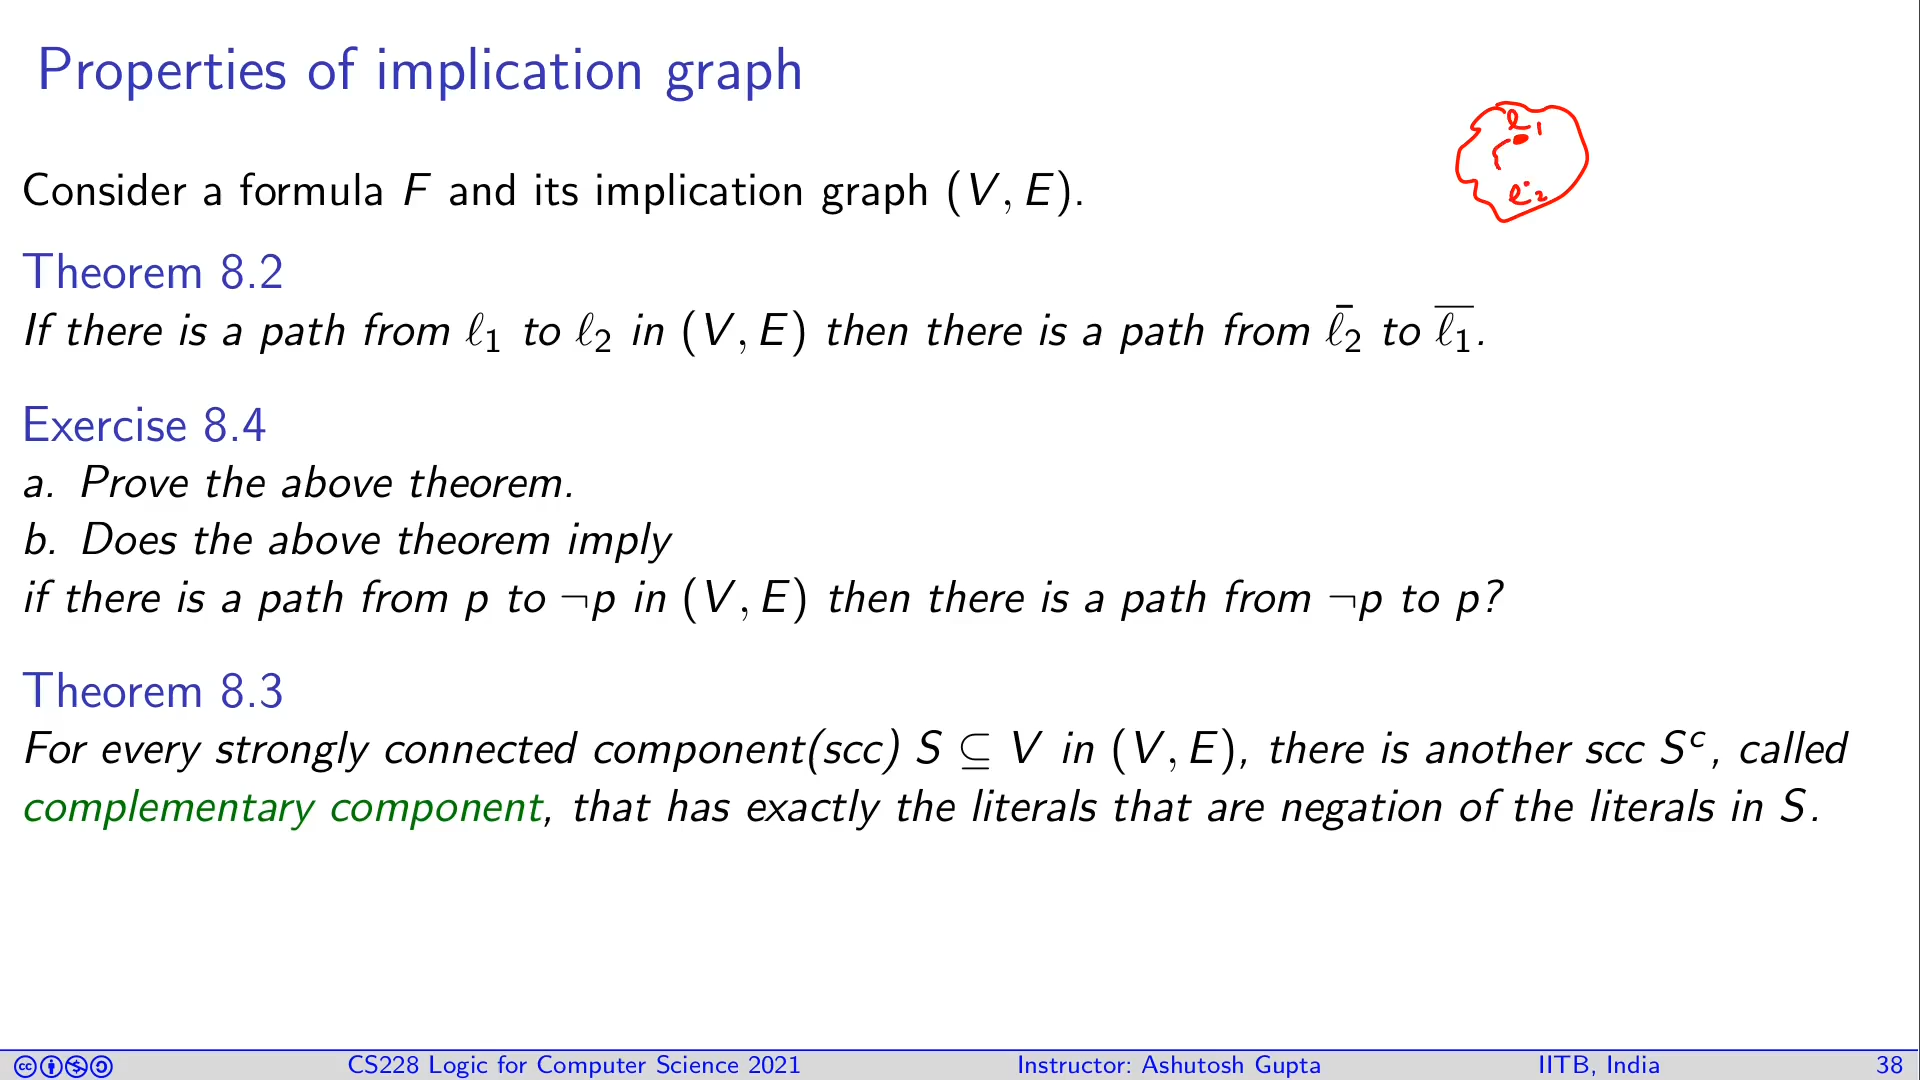 Properties of implication graph
ℓ1
ℓ2
Consider a formula F and its implication graph (V, E).
Theorem 8.2
If there is a path from ℓ₁ to ℓ₂ in (V, E) then there is a path from ℓ̄₂ to ℓ̄₁.
Exercise 8.4
a. Prove the above theorem.
b. Does the above theorem imply
if there is a path from p to ¬p in (V, E) then there is a path from ¬p to p?
Theorem 8.3
For every strongly connected component(scc) S ⊆ V in (V, E), there is another scc Sᶜ, called
complementary component, that has exactly the literals that are negation of the literals in S.
CS228 Logic for Computer Science 2021 Instructor: Ashutosh Gupta IITB, India 38